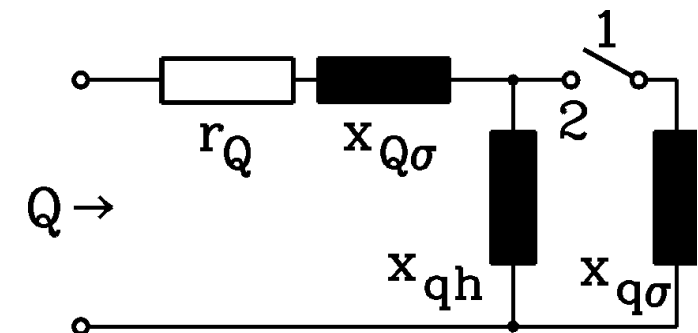 1
r_Q
x_Qσ
2
Q →
x_qh
x_qσ